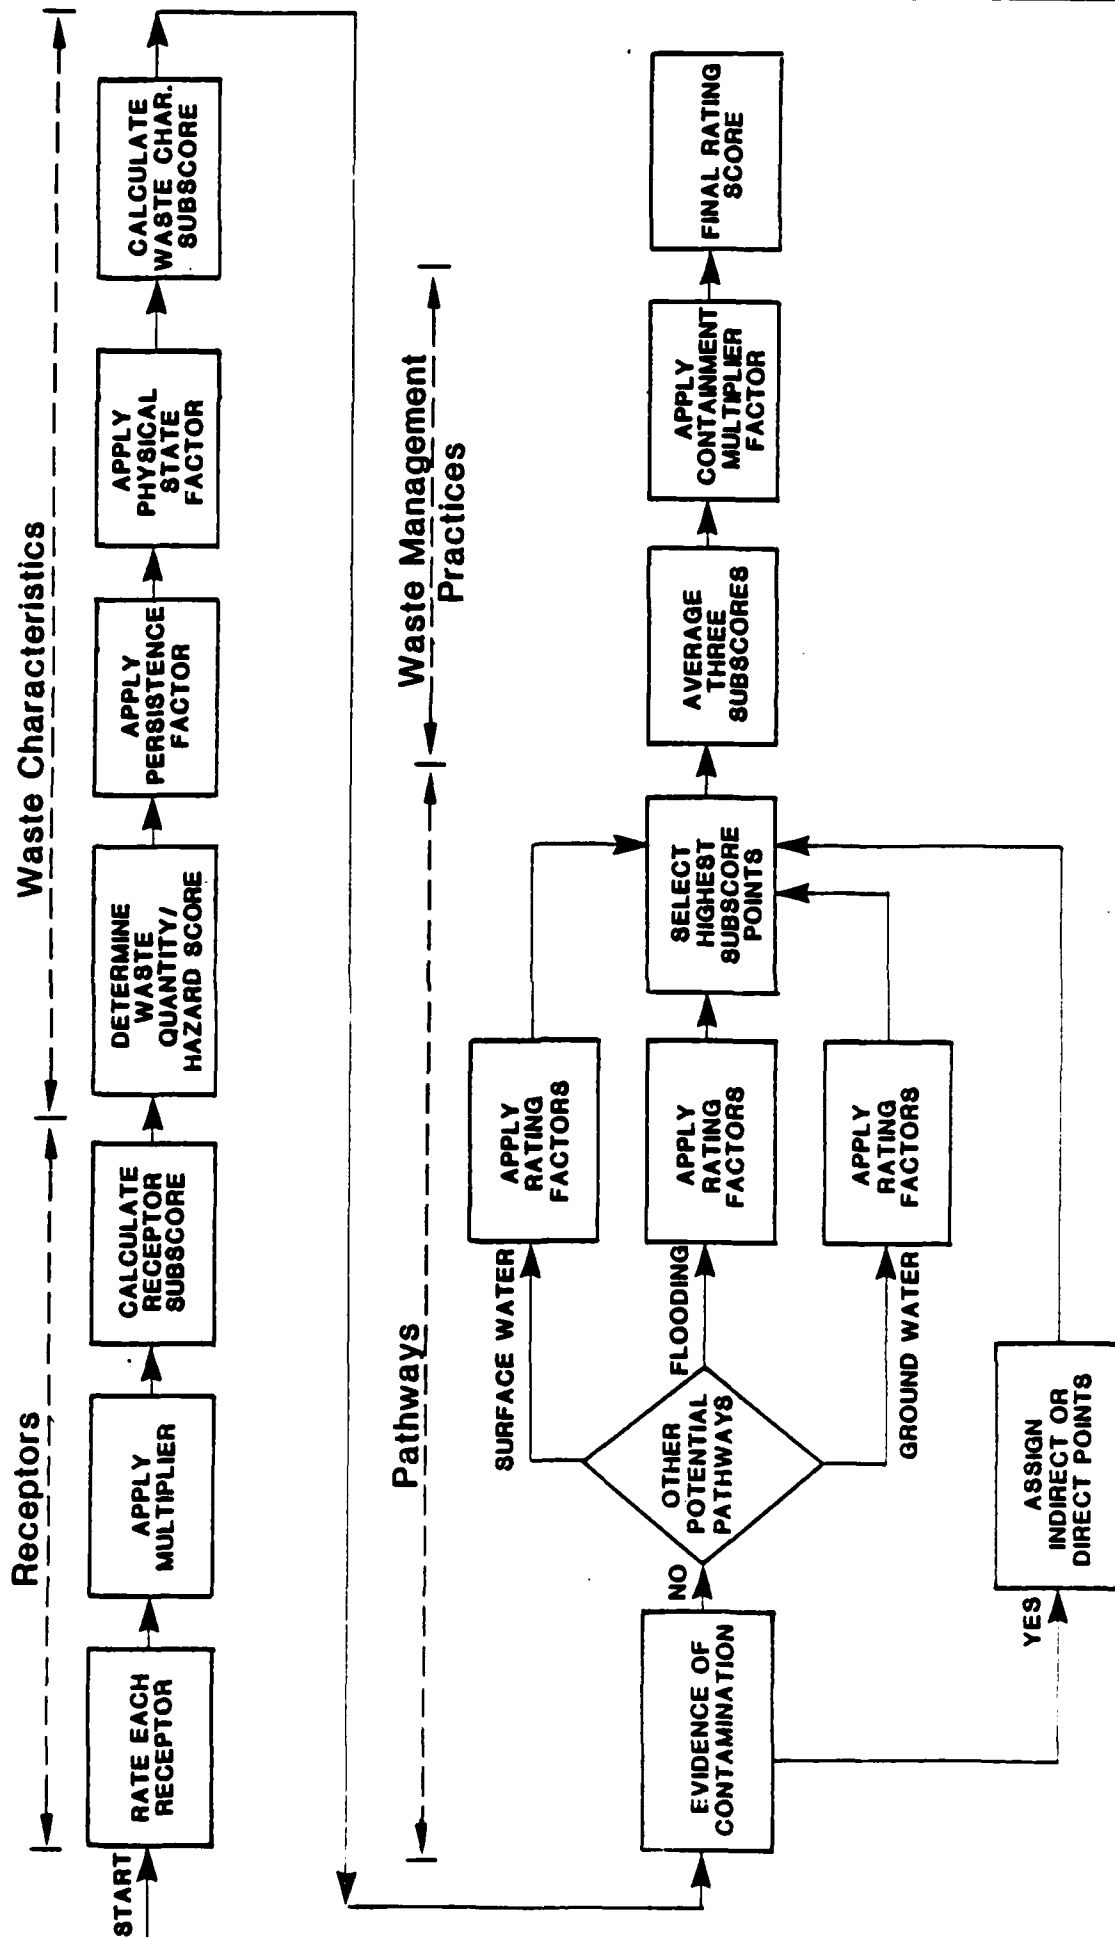 Receptors
Waste Characteristics
START
RATE EACH
RECEPTOR
APPLY
MULTIPLIER
CALCULATE
RECEPTOR
SUBSCORE
DETERMINE
WASTE
QUANTITY/
HAZARD SCORE
APPLY
PERSISTENCE
FACTOR
APPLY
PHYSICAL
STATE
FACTOR
CALCULATE
WASTE CHAR.
SUBSCORE
Pathways
Waste Management
Practices
EVIDENCE OF
CONTAMINATION
NO
YES
OTHER
POTENTIAL
PATHWAYS
SURFACE WATER
FLOODING
GROUND WATER
APPLY
RATING
FACTORS
APPLY
RATING
FACTORS
APPLY
RATING
FACTORS
ASSIGN
INDIRECT OR
DIRECT POINTS
SELECT
HIGHEST
SUBSCORE
POINTS
AVERAGE
THREE
SUBSCORES
APPLY
CONTAINMENT
MULTIPLIER
FACTOR
FINAL RATING
SCORE